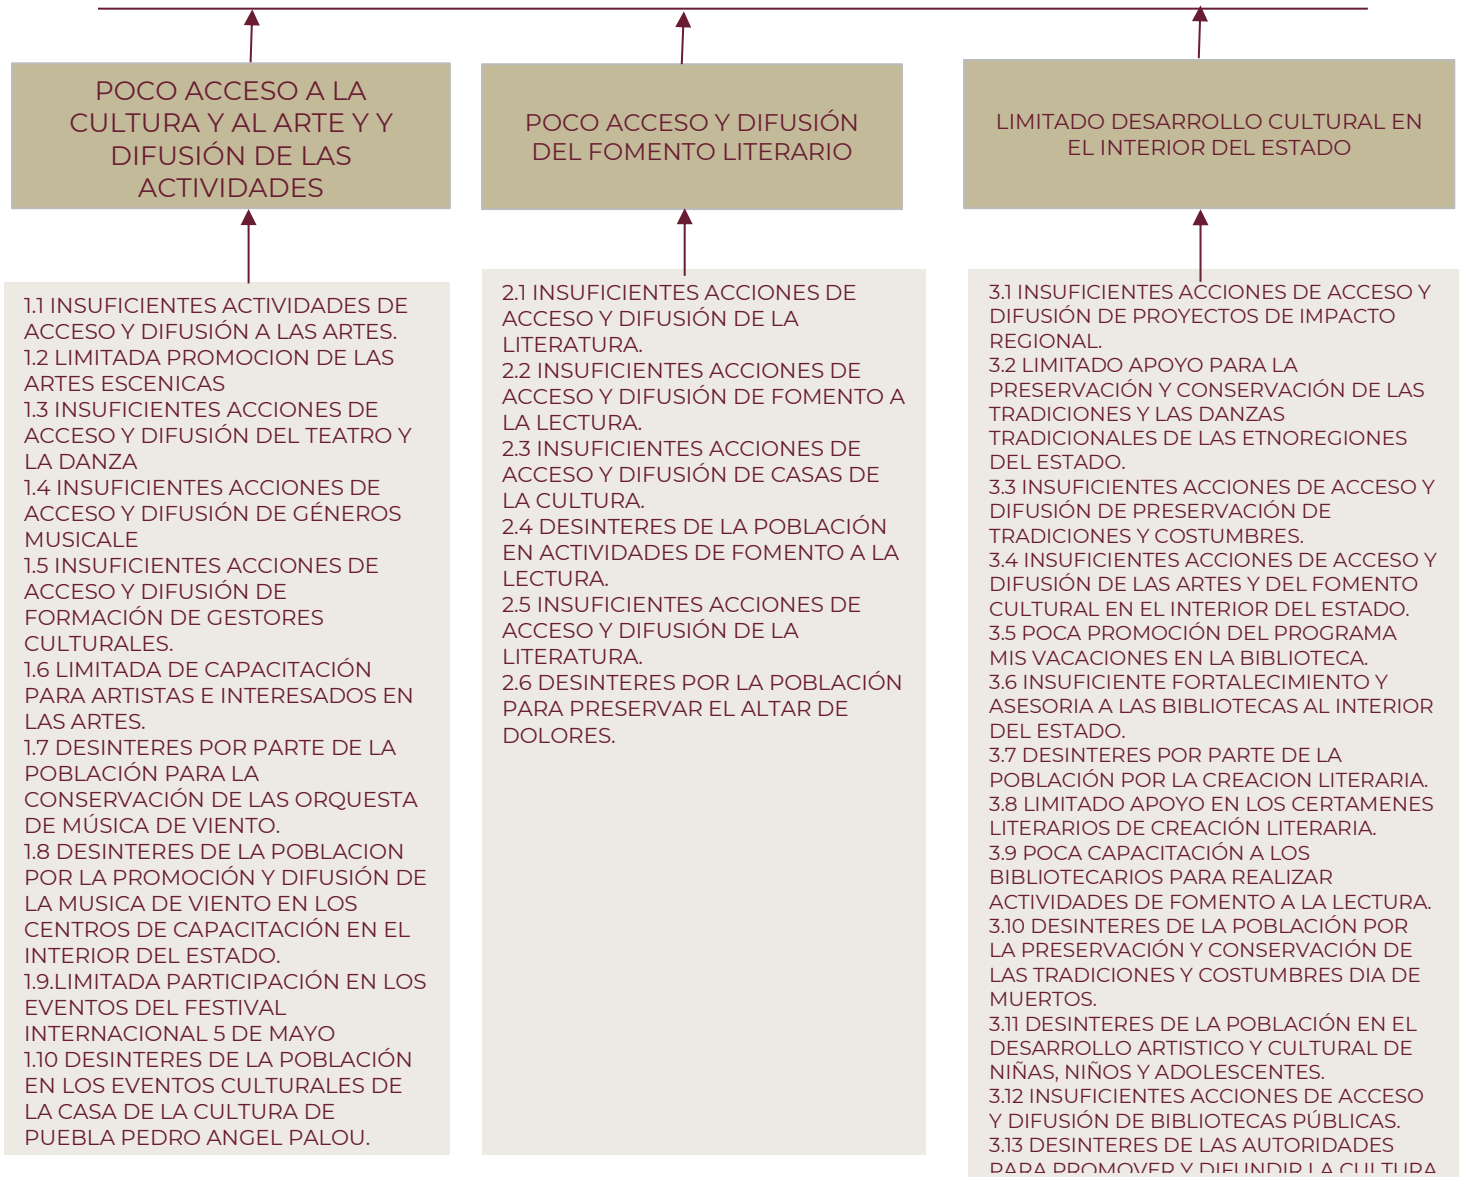 POCO ACCESO A LA
CULTURA Y AL ARTE Y Y
DIFUSIÓN DE LAS
ACTIVIDADES
1.1 INSUFICIENTES ACTIVIDADES DE
ACCESO Y DIFUSIÓN A LAS ARTES.
1.2 LIMITADA PROMOCION DE LAS
ARTES ESCENICAS
1.3 INSUFICIENTES ACCIONES DE
ACCESO Y DIFUSIÓN DEL TEATRO Y
LA DANZA
1.4 INSUFICIENTES ACCIONES DE
ACCESO Y DIFUSIÓN DE GÉNEROS
MUSICALE
1.5 INSUFICIENTES ACCIONES DE
ACCESO Y DIFUSIÓN DE
FORMACIÓN DE GESTORES
CULTURALES.
1.6 LIMITADA DE CAPACITACIÓN
PARA ARTISTAS E INTERESADOS EN
LAS ARTES.
1.7 DESINTERES POR PARTE DE LA
POBLACIÓN PARA LA
CONSERVACIÓN DE LAS ORQUESTA
DE MÚSICA DE VIENTO.
1.8 DESINTERES DE LA POBLACION
POR LA PROMOCIÓN Y DIFUSIÓN DE
LA MUSICA DE VIENTO EN LOS
CENTROS DE CAPACITACIÓN EN EL
INTERIOR DEL ESTADO.
1.9.LIMITADA PARTICIPACIÓN EN LOS
EVENTOS DEL FESTIVAL
INTERNACIONAL 5 DE MAYO
1.10 DESINTERES DE LA POBLACIÓN
EN LOS EVENTOS CULTURALES DE
LA CASA DE LA CULTURA DE
PUEBLA PEDRO ANGEL PALOU.
POCO ACCESO Y DIFUSIÓN
DEL FOMENTO LITERARIO
2.1 INSUFICIENTES ACCIONES DE
ACCESO Y DIFUSIÓN DE LA
LITERATURA.
2.2 INSUFICIENTES ACCIONES DE
ACCESO Y DIFUSIÓN DE FOMENTO A
LA LECTURA.
2.3 INSUFICIENTES ACCIONES DE
ACCESO Y DIFUSIÓN DE CASAS DE
LA CULTURA.
2.4 DESINTERES DE LA POBLACIÓN
EN ACTIVIDADES DE FOMENTO A LA
LECTURA.
2.5 INSUFICIENTES ACCIONES DE
ACCESO Y DIFUSIÓN DE LA
LITERATURA.
2.6 DESINTERES POR LA POBLACIÓN
PARA PRESERVAR EL ALTAR DE
DOLORES.
LIMITADO DESARROLLO CULTURAL EN
EL INTERIOR DEL ESTADO
3.1 INSUFICIENTES ACCIONES DE ACCESO Y
DIFUSIÓN DE PROYECTOS DE IMPACTO
REGIONAL.
3.2 LIMITADO APOYO PARA LA
PRESERVACIÓN Y CONSERVACIÓN DE LAS
TRADICIONES Y LAS DANZAS
TRADICIONALES DE LAS ETNOREGIONES
DEL ESTADO.
3.3 INSUFICIENTES ACCIONES DE ACCESO Y
DIFUSIÓN DE PRESERVACIÓN DE
TRADICIONES Y COSTUMBRES.
3.4 INSUFICIENTES ACCIONES DE ACCESO Y
DIFUSIÓN DE LAS ARTES Y DEL FOMENTO
CULTURAL EN EL INTERIOR DEL ESTADO.
3.5 POCA PROMOCIÓN DEL PROGRAMA
MIS VACACIONES EN LA BIBLIOTECA.
3.6 INSUFICIENTE FORTALECIMIENTO Y
ASESORIA A LAS BIBLIOTECAS AL INTERIOR
DEL ESTADO.
3.7 DESINTERES POR PARTE DE LA
POBLACIÓN POR LA CREACION LITERARIA.
3.8 LIMITADO APOYO EN LOS CERTAMENES
LITERARIOS DE CREACIÓN LITERARIA.
3.9 POCA CAPACITACIÓN A LOS
BIBLIOTECARIOS PARA REALIZAR
ACTIVIDADES DE FOMENTO A LA LECTURA.
3.10 DESINTERES DE LA POBLACIÓN POR
LA PRESERVACIÓN Y CONSERVACIÓN DE
LAS TRADICIONES Y COSTUMBRES DIA DE
MUERTOS.
3.11 DESINTERES DE LA POBLACIÓN EN EL
DESARROLLO ARTISTICO Y CULTURAL DE
NIÑAS, NIÑOS Y ADOLESCENTES.
3.12 INSUFICIENTES ACCIONES DE ACCESO
Y DIFUSIÓN DE BIBLIOTECAS PÚBLICAS.
3.13 DESINTERES DE LAS AUTORIDADES
PARA PROMOVER Y DIFUNDIR LA CULTURA